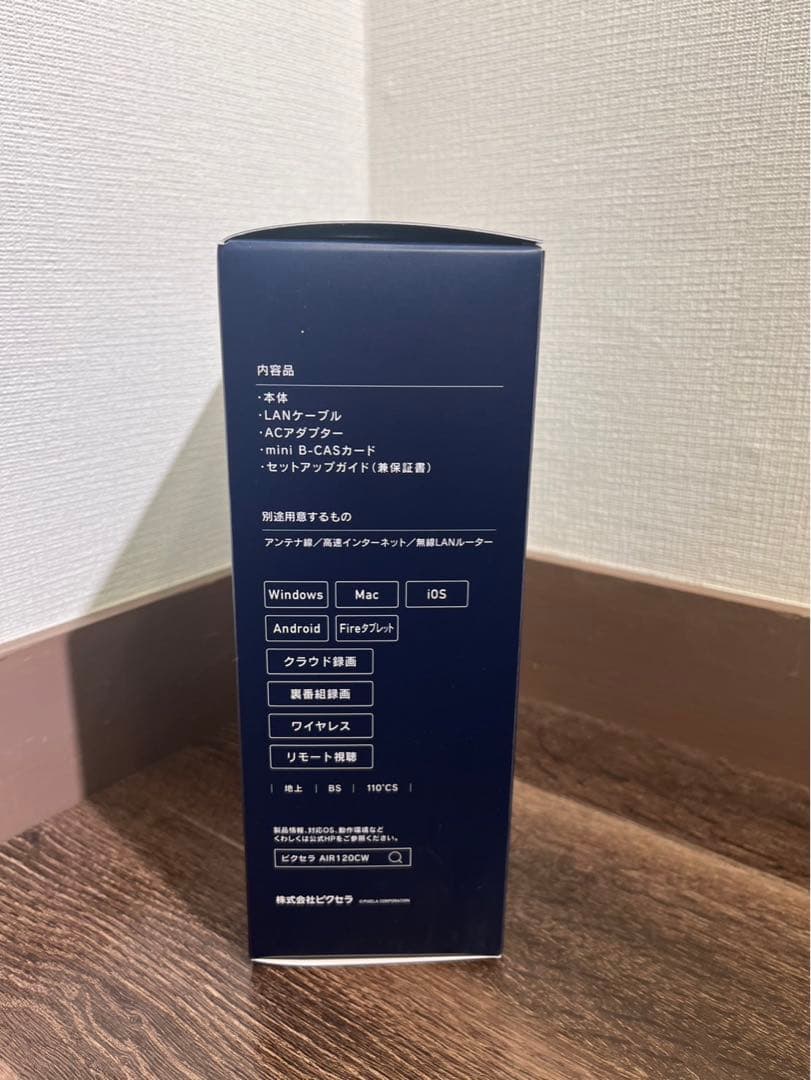 内容品
・本体
・LANケーブル
・ACアダプター
・mini B-CASカード
・セットアップガイド（兼保証書）
別途用意するもの
アンテナ線／高速インターネット／無線LANルーター
Windows Mac iOS
Android Fireタブレット
クラウド録画
裏番組録画
ワイヤレス
リモート視聴
| 地上 | BS | 110°CS |
製品情報、対応OS、動作環境など
くわしくは公式HPをご参照ください。
ピクセラ AIR120CW
株式会社ピクセラ ©PIXELA CORPORATION